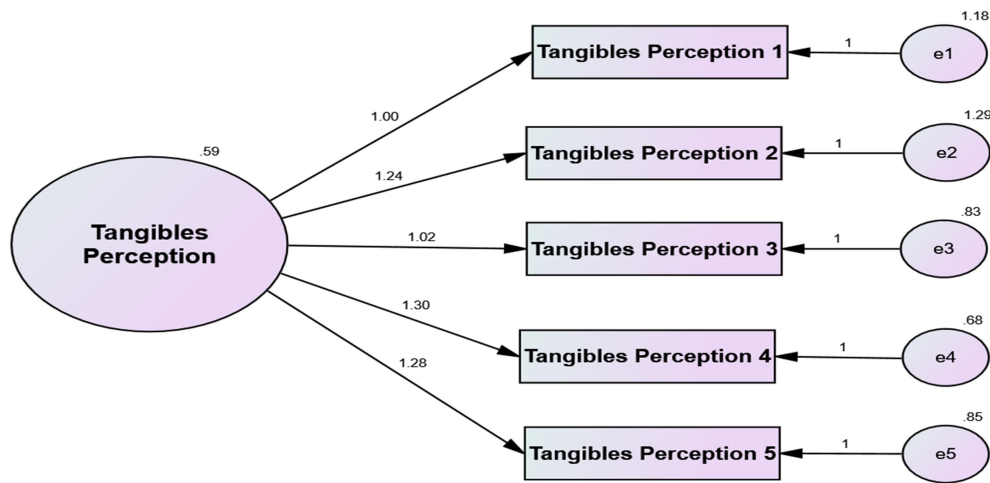 1.18
Tangibles Perception 1
1
e1
1.00
1.29
Tangibles Perception 2
1
e2
.59
1.24
Tangibles
Perception
.83
1.02
Tangibles Perception 3
1
e3
.68
1.30
Tangibles Perception 4
1
e4
1.28
.85
Tangibles Perception 5
1
e5